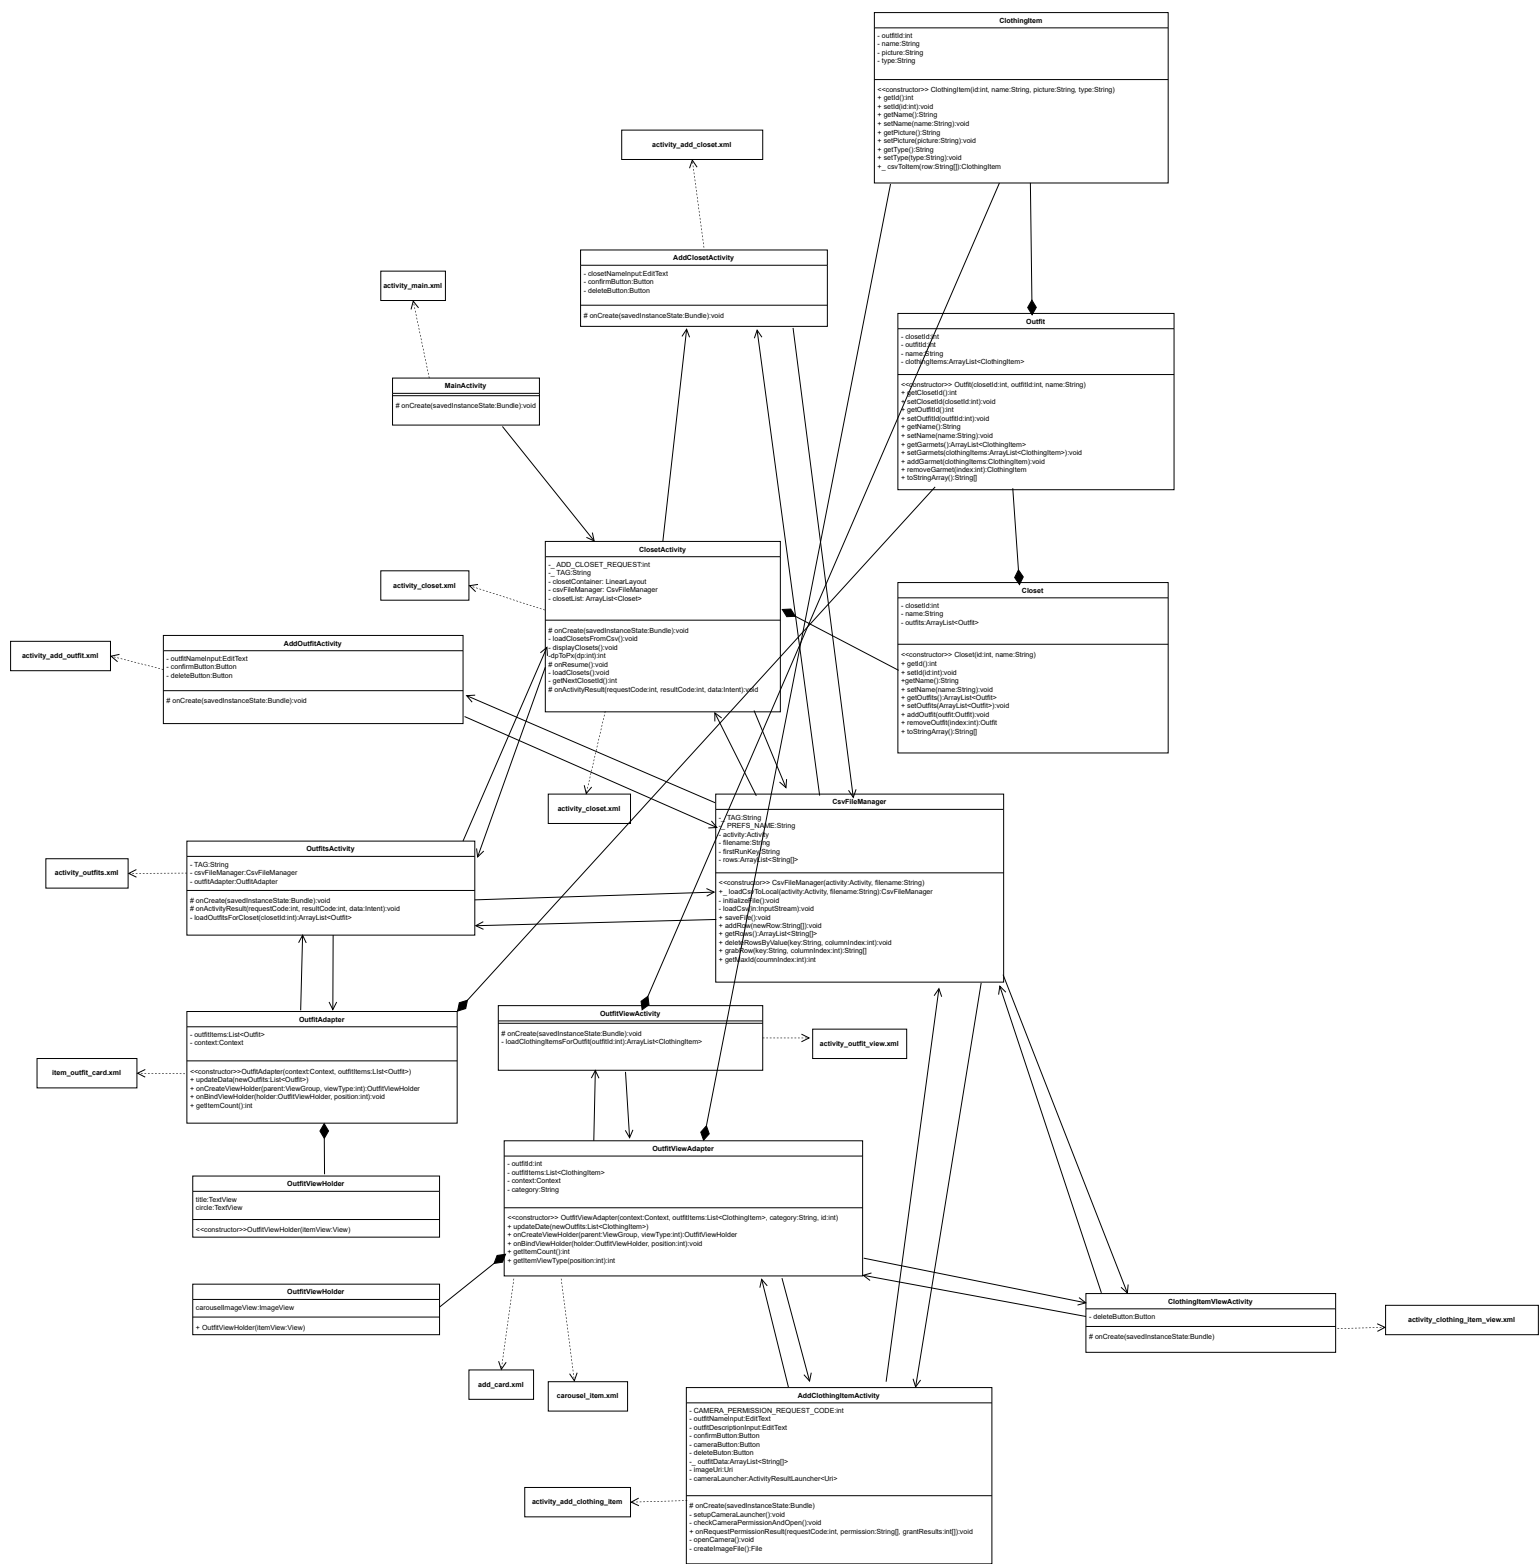 ClothingItem
- outfitId:int
- name:String
- picture:String
- type:String
<<constructor>> ClothingItem(id:int, name:String, picture:String, type:String)
+ getId():int
+ setId(id:int):void
+ getName():String
+ setName(name:String):void
+ getPicture():String
+ setPicture(picture:String):void
+ getType():String
+ setType(type:String):void
+_ csvToItem(row:String[]):ClothingItem
activity_add_closet.xml
AddClosetActivity
- closetNameInput:EditText
- confirmButton:Button
- deleteButton:Button
# onCreate(savedInstanceState:Bundle):void
activity_main.xml
MainActivity
# onCreate(savedInstanceState:Bundle):void
Outfit
- closetId:int
- outfitId:int
- name:String
- clothingItems:ArrayList<ClothingItem>
<<constructor>> Outfit(closetId:int, outfitId:int, name:String)
+ getClosetId():int
+ setClosetId(closetId:int):void
+ getOutfitId():int
+ setOutfitId(outfitId:int):void
+ getName():String
+ setName(name:String):void
+ getGarments():ArrayList<ClothingItem>
+ setGarmets(clothingItems:ArrayList<ClothingItem>):void
+ addGarmet(clothingItems:ClothingItem):void
+ removeGarmet(index:int):ClothingItem
+ toStringArray():String[]
ClosetActivity
-_ ADD_CLOSET_REQUEST:int
-_ TAG:String
- closetContainer: LinearLayout
- csvFileManager: CsvFileManager
- closetList: ArrayList<Closet>
# onCreate(savedInstanceState:Bundle):void
- loadClosetsFromCsv():void
- displayClosets():void
-dpToPx(dp:int):int
# onResume():void
- loadClosets():void
- getNextClosetId():int
# onActivityResult(requestCode:int, resultCode:int, data:Intent):void
activity_closet.xml
Closet
- closetId:int
- name:String
- outfits:ArrayList<Outfit>
<<constructor>> Closet(id:int, name:String)
+ getId():int
+ setId(id:int):void
+getName():String
+ setName(name:String):void
+ getOutfits():ArrayList<Outfit>
+ setOutfits(ArrayList<Outfit>):void
+ addOutfit(outfit:Outfit):void
+ removeOutfit(index:int):Outfit
+ toStringArray():String[]
activity_add_outfit.xml
AddOutfitActivity
- outfitNameInput:EditText
- confirmButton:Button
- deleteButton:Button
# onCreate(savedInstanceState:Bundle):void
activity_closet.xml
CsvFileManager
-_ TAG:String
-_ PREFS_NAME:String
- activity:Activity
- filename:String
- firstRunKey:String
- rows:ArrayList<String[]>
<<constructor>> CsvFileManager(activity:Activity, filename:String)
+_ loadCsvToLocal(activity:Activity, filename:String):CsvFileManager
- initializeFile():void
- loadCsv(in:InputStream):void
+ saveFile():void
+ addRow(newRow:String[]):void
+ getRows():ArrayList<String[]>
+ deleteRowsByValue(key:String, columnIndex:int):void
+ grabRow(key:String, columnIndex:int):String[]
+ getMaxId(coumnIndex:int):int
activity_outfits.xml
OutfitsActivity
- TAG:String
- csvFileManager:CsvFileManager
- outfitAdapter:OutfitAdapter
# onCreate(savedInstanceState:Bundle):void
# onActivityResult(requestCode:int, resultCode:int, data:Intent):void
- loadOutfitsForCloset(closetId:int):ArrayList<Outfit>
OutfitAdapter
- outfitItems:List<Outfit>
- context:Context
<<constructor>>OutfitAdapter(context:Context, outfitItems:LIst<Outfit>)
+ updateData(newOutfits:List<Outfit>)
+ onCreateViewHolder(parent:ViewGroup, viewType:int):OutfitViewHolder
+ onBindViewHolder(holder:OutfitViewHolder, position:int):void
+ getItemCount():int
item_outfit_card.xml
OutfitViewActivity
# onCreate(savedInstanceState:Bundle):void
- loadClothingItemsForOutfit(outfitId:int):ArrayList<ClothingItem>
activity_outfit_view.xml
OutfitViewHolder
title:TextView
circle:TextView
<<constructor>>OutfitViewHolder(itemView:View)
OutfitViewAdapter
- outfitId:int
- outfitItems:List<ClothingItem>
- context:Context
- category:String
<<constructor>> OutfitViewAdapter(context:Context, outfitItems:List<ClothingItem>, category:String, id:int)
+ updateDate(newOutfits:List<ClothingItem>)
+ onCreateViewHolder(parent:ViewGroup, viewType:int):OutfitViewHolder
+ onBindViewHolder(holder:OutfitViewHolder, position:int):void
+ getItemCount():int
+ getItemViewType(position:int):int
OutfitViewHolder
carouselImageView:ImageView
+ OutfitViewHolder(itemView:View)
ClothingItemVIewActivity
- deleteButton:Button
# onCreate(savedInstanceState:Bundle)
activity_clothing_item_view.xml
add_card.xml
carousel_item.xml
AddClothingItemActivity
- CAMERA_PERMISSION_REQUEST_CODE:int
- outfitNameInput:EditText
- outfitDescriptionInput:EditText
- confirmButton:Button
- cameraButton:Button
- deleteButon:Button
-_ outfitData:ArrayList<String[]>
- imageUri:Uri
- cameraLauncher:ActivityResultLauncher<Uri>
# onCreate(savedInstanceState:Bundle)
- setupCameraLauncher():void
- checkCameraPermissionAndOpen():void
+ onRequestPermissionResult(requestCode:int, permission:String[], grantResults:int[]):void
- openCamera():void
- createImageFile():File
activity_add_clothing_item